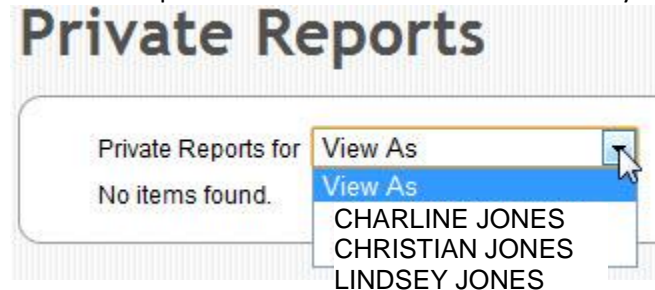 Private Reports
Private Reports for View As
No items found.
View As
CHARLINE JONES
CHRISTIAN JONES
LINDSEY JONES